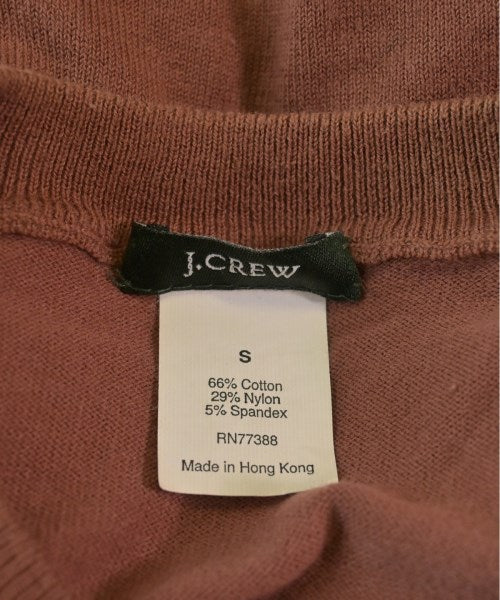 J.CREW
S
66% Cotton
29% Nylon
5% Spandex
RN77388
Made in Hong Kong